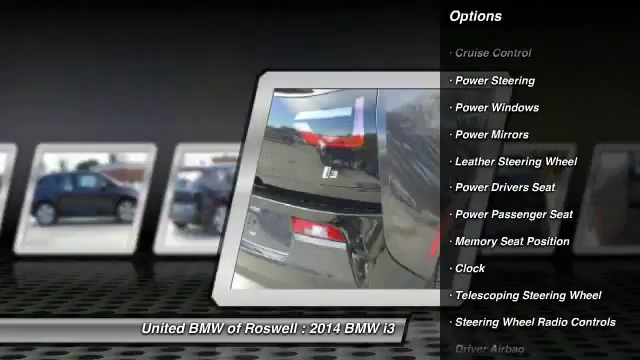 Options
· Cruise Control
· Power Steering
· Power Windows
· Power Mirrors
· Leather Steering Wheel
· Power Drivers Seat
· Power Passenger Seat
· Memory Seat Position
· Clock
· Telescoping Steering Wheel
· Steering Wheel Radio Controls
· Driver Airbag
United BMW of Roswell : 2014 BMW i3